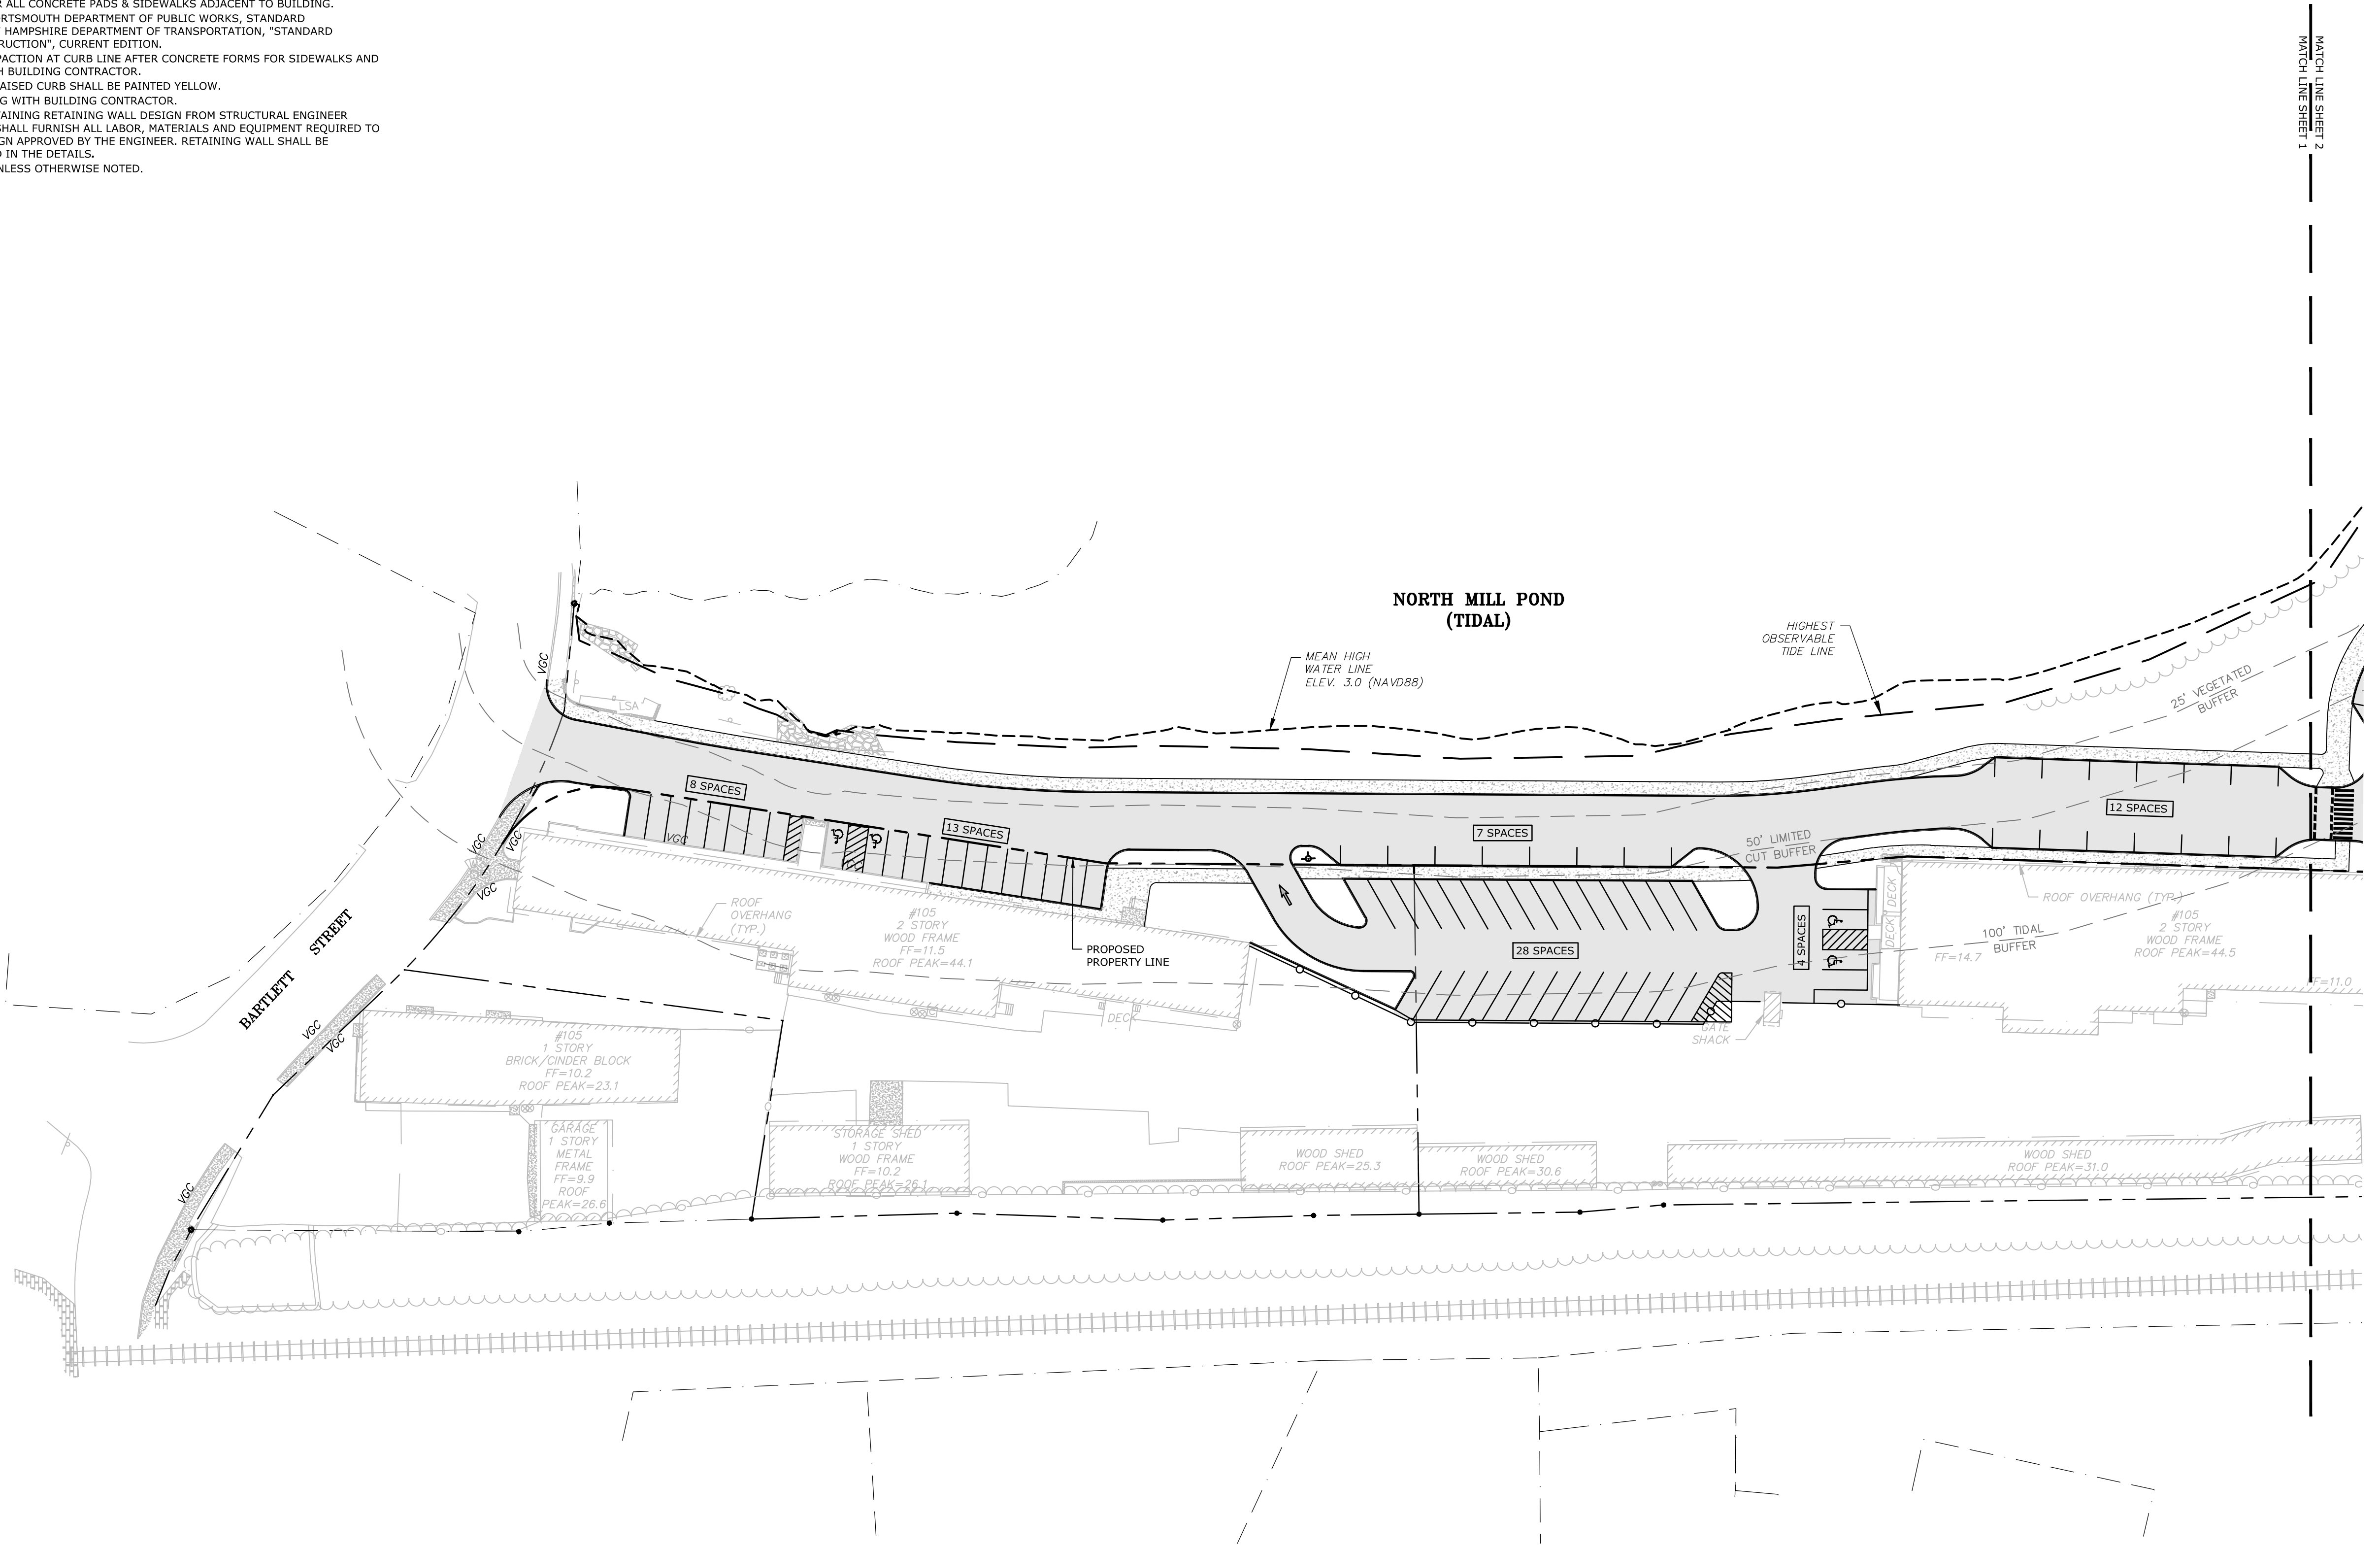 R ALL CONCRETE PADS & SIDEWALKS ADJACENT TO BUILDING.
RTSMOUTH DEPARTMENT OF PUBLIC WORKS, STANDARD
HAMPSHIRE DEPARTMENT OF TRANSPORTATION, "STANDARD
RUCTION", CURRENT EDITION.
PACTION AT CURB LINE AFTER CONCRETE FORMS FOR SIDEWALKS AND
H BUILDING CONTRACTOR.
AISED CURB SHALL BE PAINTED YELLOW.
G WITH BUILDING CONTRACTOR.
TAINING RETAINING WALL DESIGN FROM STRUCTURAL ENGINEER
SHALL FURNISH ALL LABOR, MATERIALS AND EQUIPMENT REQUIRED TO
GN APPROVED BY THE ENGINEER. RETAINING WALL SHALL BE
D IN THE DETAILS.
NLESS OTHERWISE NOTED.
MATCH LINE SHEET 2
MATCH LINE SHEET 1
NORTH MILL POND
(TIDAL)
HIGHEST
OBSERVABLE
TIDE LINE
MEAN HIGH
WATER LINE
ELEV. 3.0 (NAVD88)
25' VEGETATED
BUFFER
VGC
LSA
8 SPACES
13 SPACES
7 SPACES
12 SPACES
50' LIMITED
CUT BUFFER
VGC
VGC
VGC
VGC
ROOF
OVERHANG
(TYP.)
#105
2 STORY
WOOD FRAME
FF=11.5
ROOF PEAK=44.1
PROPOSED
PROPERTY LINE
28 SPACES
4 SPACES
DECK
DECK
ROOF OVERHANG (TYP.)
#105
2 STORY
WOOD FRAME
ROOF PEAK=44.5
100' TIDAL
BUFFER
FF=14.7
FF=11.0
BARTLETT STREET
DECK
GATE
SHACK
VGC
VGC
#105
1 STORY
BRICK/CINDER BLOCK
FF=10.2
ROOF PEAK=23.1
GARAGE
1 STORY
METAL
FRAME
FF=9.9
ROOF
PEAK=26.6
STORAGE SHED
1 STORY
WOOD FRAME
FF=10.2
ROOF PEAK=26.1
WOOD SHED
ROOF PEAK=25.3
WOOD SHED
ROOF PEAK=30.6
WOOD SHED
ROOF PEAK=31.0
VGC